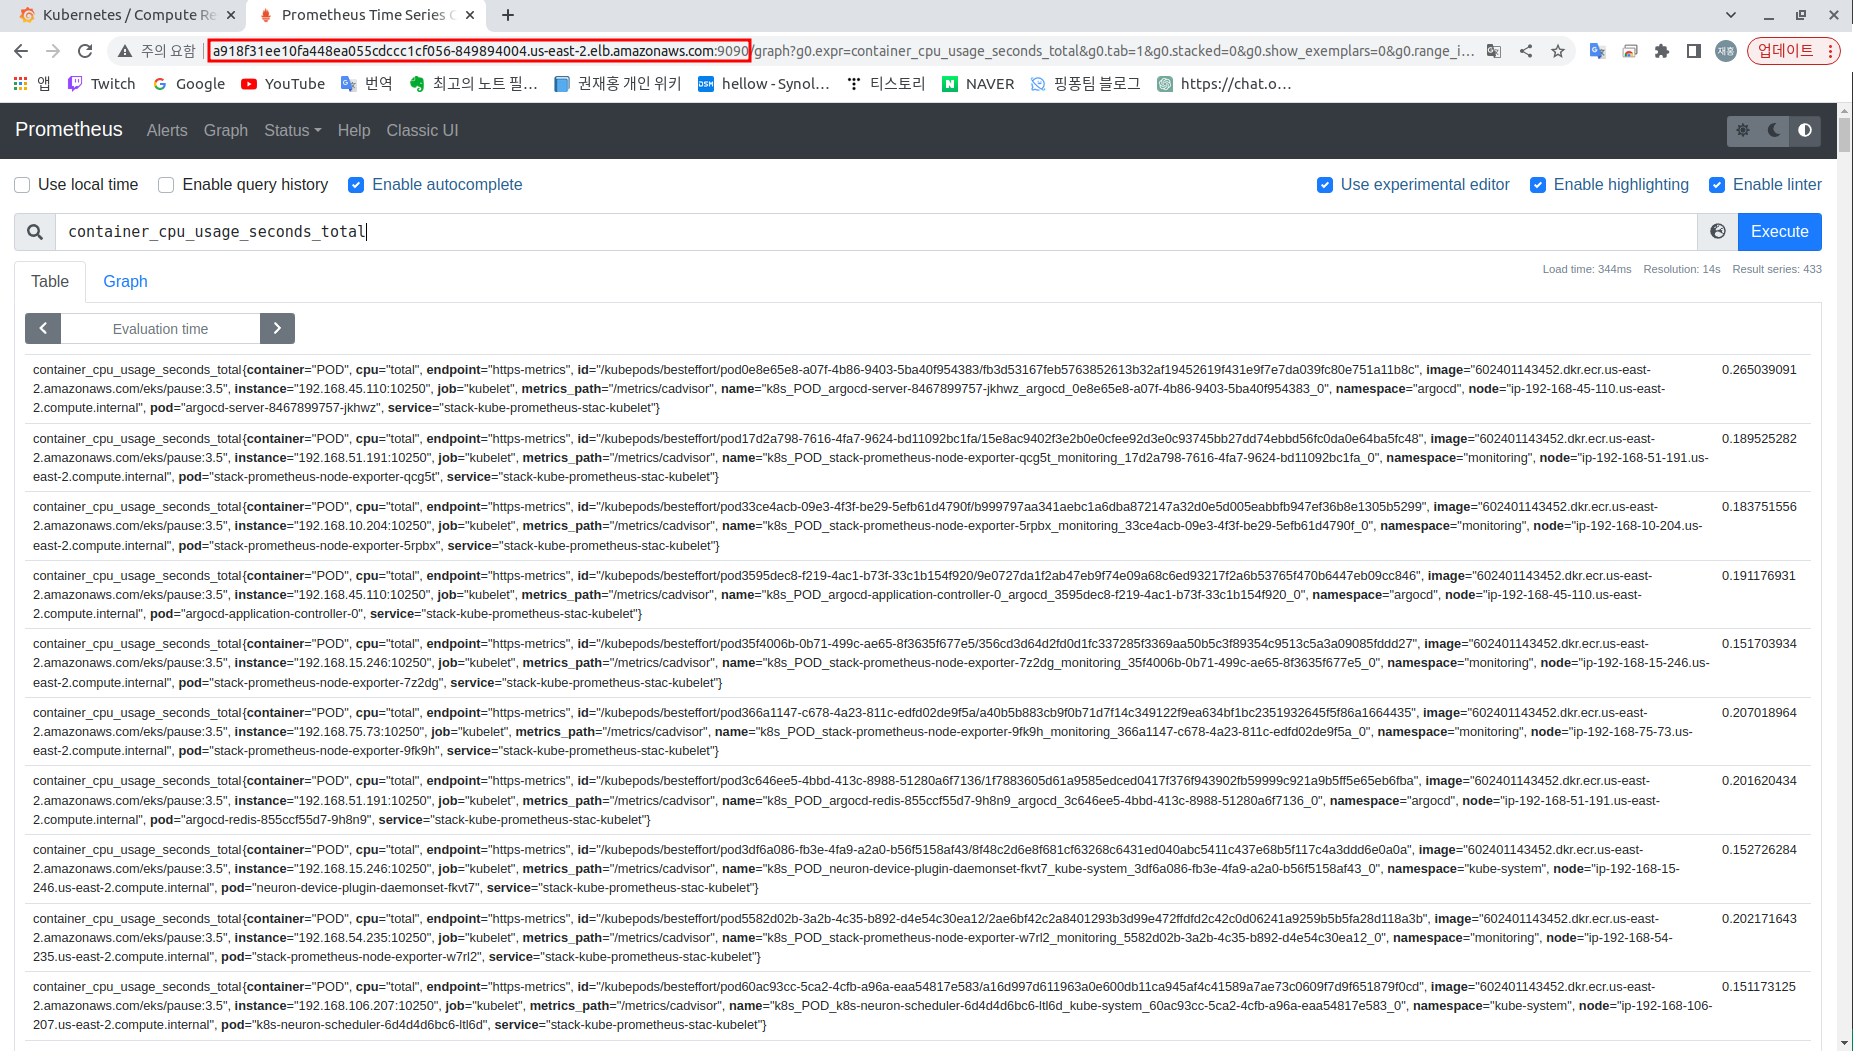 Kubernetes / Compute Re
Prometheus Time Series C
주의 요함
a918f31ee10fa448ea055cdccc1cf056-849894004.us-east-2.elb.amazonaws.com:9090/graph?g0.expr=container_cpu_usage_seconds_total&g0.tab=1&g0.stacked=0&g0.show_exemplars=0&g0.range_i...
재홍
업데이트
앱 Twitch Google YouTube 번역 최고의 노트 필... 권재홍 개인 위키 DSM hellow - Synol... 티스토리 NAVER 핑퐁팀 블로그 https://chat.o...
Prometheus Alerts Graph Status Help Classic UI
Use local time Enable query history Enable autocomplete Use experimental editor Enable highlighting Enable linter
container_cpu_usage_seconds_total Execute
Load time: 344ms Resolution: 14s Result series: 433
Table Graph
Evaluation time
container_cpu_usage_seconds_total{container="POD", cpu="total", endpoint="https-metrics", id="/kubepods/besteffort/pod0e8e65e8-a07f-4b86-9403-5ba40f954383/fb3d53167feb5763852613b32af19452619f431e9f7e7da039fc80e751a11b8c", image="602401143452.dkr.ecr.us-east- 0.265039091
2.amazonaws.com/eks/pause:3.5", instance="192.168.45.110:10250", job="kubelet", metrics_path="/metrics/cadvisor", name="k8s_POD_argocd-server-8467899757-jkhwz_argocd_0e8e65e8-a07f-4b86-9403-5ba40f954383_0", namespace="argocd", node="ip-192-168-45-110.us-east-
2.compute.internal", pod="argocd-server-8467899757-jkhwz", service="stack-kube-prometheus-stac-kubelet"}
container_cpu_usage_seconds_total{container="POD", cpu="total", endpoint="https-metrics", id="/kubepods/besteffort/pod17d2a798-7616-4fa7-9624-bd11092bc1fa/15e8ac9402f3e2b0e0cfee92d3e0c93745bb27dd74ebbd56fc0da0e64ba5fc48", image="602401143452.dkr.ecr.us-east- 0.189525282
2.amazonaws.com/eks/pause:3.5", instance="192.168.51.191:10250", job="kubelet", metrics_path="/metrics/cadvisor", name="k8s_POD_stack-prometheus-node-exporter-qcg5t_monitoring_17d2a798-7616-4fa7-9624-bd11092bc1fa_0", namespace="monitoring", node="ip-192-168-51-191.us-
east-2.compute.internal", pod="stack-prometheus-node-exporter-qcg5t", service="stack-kube-prometheus-stac-kubelet"}
container_cpu_usage_seconds_total{container="POD", cpu="total", endpoint="https-metrics", id="/kubepods/besteffort/pod33ce4acb-09e3-4f3f-be29-5efb61d4790f/b999797aa341aebc1a6dba872147a32d0e5d005eabbfb947ef36b8e1305b5299", image="602401143452.dkr.ecr.us-east- 0.183751556
2.amazonaws.com/eks/pause:3.5", instance="192.168.10.204:10250", job="kubelet", metrics_path="/metrics/cadvisor", name="k8s_POD_stack-prometheus-node-exporter-5rpbx_monitoring_33ce4acb-09e3-4f3f-be29-5efb61d4790f_0", namespace="monitoring", node="ip-192-168-10-204.us-
east-2.compute.internal", pod="stack-prometheus-node-exporter-5rpbx", service="stack-kube-prometheus-stac-kubelet"}
container_cpu_usage_seconds_total{container="POD", cpu="total", endpoint="https-metrics", id="/kubepods/besteffort/pod3595dec8-f219-4ac1-b73f-33c1b154f920/9e0727da1f2ab47eb9f74e09a68c6ed93217f2a6b53765f470b6447eb09cc846", image="602401143452.dkr.ecr.us-east- 0.191176931
2.amazonaws.com/eks/pause:3.5", instance="192.168.45.110:10250", job="kubelet", metrics_path="/metrics/cadvisor", name="k8s_POD_argocd-application-controller-0_argocd_3595dec8-f219-4ac1-b73f-33c1b154f920_0", namespace="argocd", node="ip-192-168-45-110.us-east-
2.compute.internal", pod="argocd-application-controller-0", service="stack-kube-prometheus-stac-kubelet"}
container_cpu_usage_seconds_total{container="POD", cpu="total", endpoint="https-metrics", id="/kubepods/besteffort/pod35f4006b-0b71-499c-ae65-8f3635f677e5/356cd3d64d2fd0d1fc337285f3369aa50b5c3f89354c9513c5a3a09085fddd27", image="602401143452.dkr.ecr.us-east- 0.151703934
2.amazonaws.com/eks/pause:3.5", instance="192.168.15.246:10250", job="kubelet", metrics_path="/metrics/cadvisor", name="k8s_POD_stack-prometheus-node-exporter-7z2dg_monitoring_35f4006b-0b71-499c-ae65-8f3635f677e5_0", namespace="monitoring", node="ip-192-168-15-246.us-
east-2.compute.internal", pod="stack-prometheus-node-exporter-7z2dg", service="stack-kube-prometheus-stac-kubelet"}
container_cpu_usage_seconds_total{container="POD", cpu="total", endpoint="https-metrics", id="/kubepods/besteffort/pod366a1147-c678-4a23-811c-edfd02de9f5a/a40b5b883cb9f0b71d7f14c349122f9ea634bf1bc2351932645f5f86a1664435", image="602401143452.dkr.ecr.us-east- 0.207018964
2.amazonaws.com/eks/pause:3.5", instance="192.168.75.73:10250", job="kubelet", metrics_path="/metrics/cadvisor", name="k8s_POD_stack-prometheus-node-exporter-9fk9h_monitoring_366a1147-c678-4a23-811c-edfd02de9f5a_0", namespace="monitoring", node="ip-192-168-75-73.us-
east-2.compute.internal", pod="stack-prometheus-node-exporter-9fk9h", service="stack-kube-prometheus-stac-kubelet"}
container_cpu_usage_seconds_total{container="POD", cpu="total", endpoint="https-metrics", id="/kubepods/besteffort/pod3c646ee5-4bbd-413c-8988-51280a6f7136/1f7883605d61a9585edced0417f376f943902fb59999c921a9b5ff5e65eb6fba", image="602401143452.dkr.ecr.us-east- 0.201620434
2.amazonaws.com/eks/pause:3.5", instance="192.168.51.191:10250", job="kubelet", metrics_path="/metrics/cadvisor", name="k8s_POD_argocd-redis-855ccf55d7-9h8n9_argocd_3c646ee5-4bbd-413c-8988-51280a6f7136_0", namespace="argocd", node="ip-192-168-51-191.us-east-
2.compute.internal", pod="argocd-redis-855ccf55d7-9h8n9", service="stack-kube-prometheus-stac-kubelet"}
container_cpu_usage_seconds_total{container="POD", cpu="total", endpoint="https-metrics", id="/kubepods/besteffort/pod3df6a086-fb3e-4fa9-a2a0-b56f5158af43/8f48c2d6e8f681cf63268c6431ed040abc5411c437e68b5f117c4a3ddd6e0a0a", image="602401143452.dkr.ecr.us-east- 0.152726284
2.amazonaws.com/eks/pause:3.5", instance="192.168.15.246:10250", job="kubelet", metrics_path="/metrics/cadvisor", name="k8s_POD_neuron-device-plugin-daemonset-fkvt7_kube-system_3df6a086-fb3e-4fa9-a2a0-b56f5158af43_0", namespace="kube-system", node="ip-192-168-15-
246.us-east-2.compute.internal", pod="neuron-device-plugin-daemonset-fkvt7", service="stack-kube-prometheus-stac-kubelet"}
container_cpu_usage_seconds_total{container="POD", cpu="total", endpoint="https-metrics", id="/kubepods/besteffort/pod5582d02b-3a2b-4c35-b892-d4e54c30ea12/2ae6bf42c2a8401293b3d99e472ffdfd2c42c0d06241a9259b5b5fa28d118a3b", image="602401143452.dkr.ecr.us-east- 0.202171643
2.amazonaws.com/eks/pause:3.5", instance="192.168.54.235:10250", job="kubelet", metrics_path="/metrics/cadvisor", name="k8s_POD_stack-prometheus-node-exporter-w7rl2_monitoring_5582d02b-3a2b-4c35-b892-d4e54c30ea12_0", namespace="monitoring", node="ip-192-168-54-
235.us-east-2.compute.internal", pod="stack-prometheus-node-exporter-w7rl2", service="stack-kube-prometheus-stac-kubelet"}
container_cpu_usage_seconds_total{container="POD", cpu="total", endpoint="https-metrics", id="/kubepods/besteffort/pod60ac93cc-5ca2-4cfb-a96a-eaa54817e583/a16d997d611963a0e600db11ca945af4c41589a7ae73c0609f7d9f651879f0cd", image="602401143452.dkr.ecr.us-east- 0.151173125
2.amazonaws.com/eks/pause:3.5", instance="192.168.106.207:10250", job="kubelet", metrics_path="/metrics/cadvisor", name="k8s_POD_k8s-neuron-scheduler-6d4d4d6bc6-ltl6d_kube-system_60ac93cc-5ca2-4cfb-a96a-eaa54817e583_0", namespace="kube-system", node="ip-192-168-106-
207.us-east-2.compute.internal", pod="k8s-neuron-scheduler-6d4d4d6bc6-ltl6d", service="stack-kube-prometheus-stac-kubelet"}